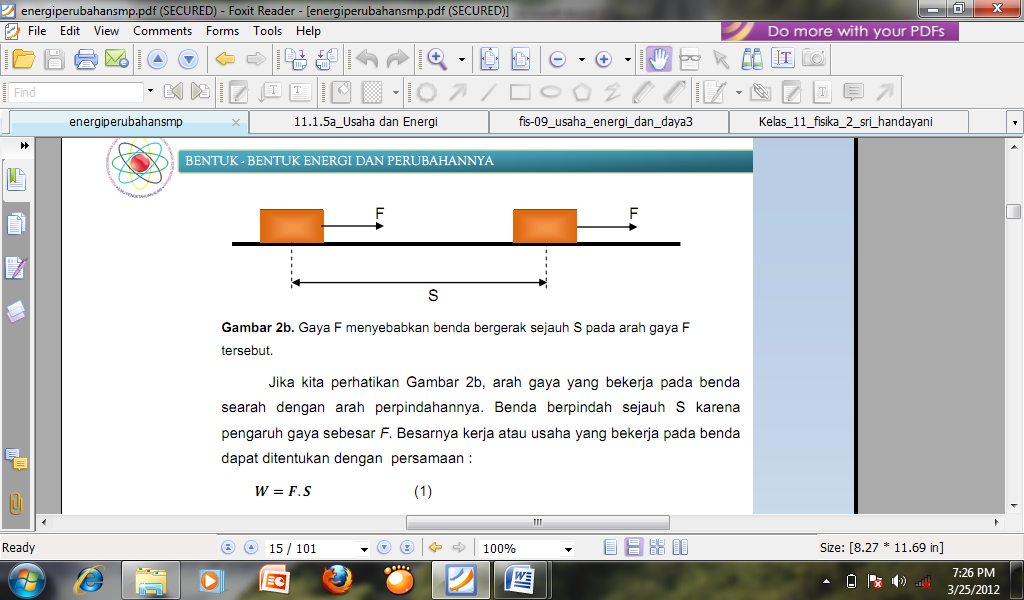 energiperubahansmp.pdf (SECURED) - Foxit Reader - [energiperubahansmp.pdf (SECURED)]
File Edit View Comments Forms Tools Help
Do more with your PDFs
Find
energiperubahansmp
11.1.5a_Usaha dan Energi
fis-09_usaha_energi_dan_daya3
Kelas_11_fisika_2_sri_handayani
BENTUK - BENTUK ENERGI DAN PERUBAHANNYA
F F
S
Gambar 2b. Gaya F menyebabkan benda bergerak sejauh S pada arah gaya F
tersebut.
Jika kita perhatikan Gambar 2b, arah gaya yang bekerja pada benda
searah dengan arah perpindahannya. Benda berpindah sejauh S karena
pengaruh gaya sebesar F. Besarnya kerja atau usaha yang bekerja pada benda
dapat ditentukan dengan persamaan :
W = F.S (1)
Ready
15 / 101
100%
Size: [8.27 * 11.69 in]
7:26 PM
3/25/2012